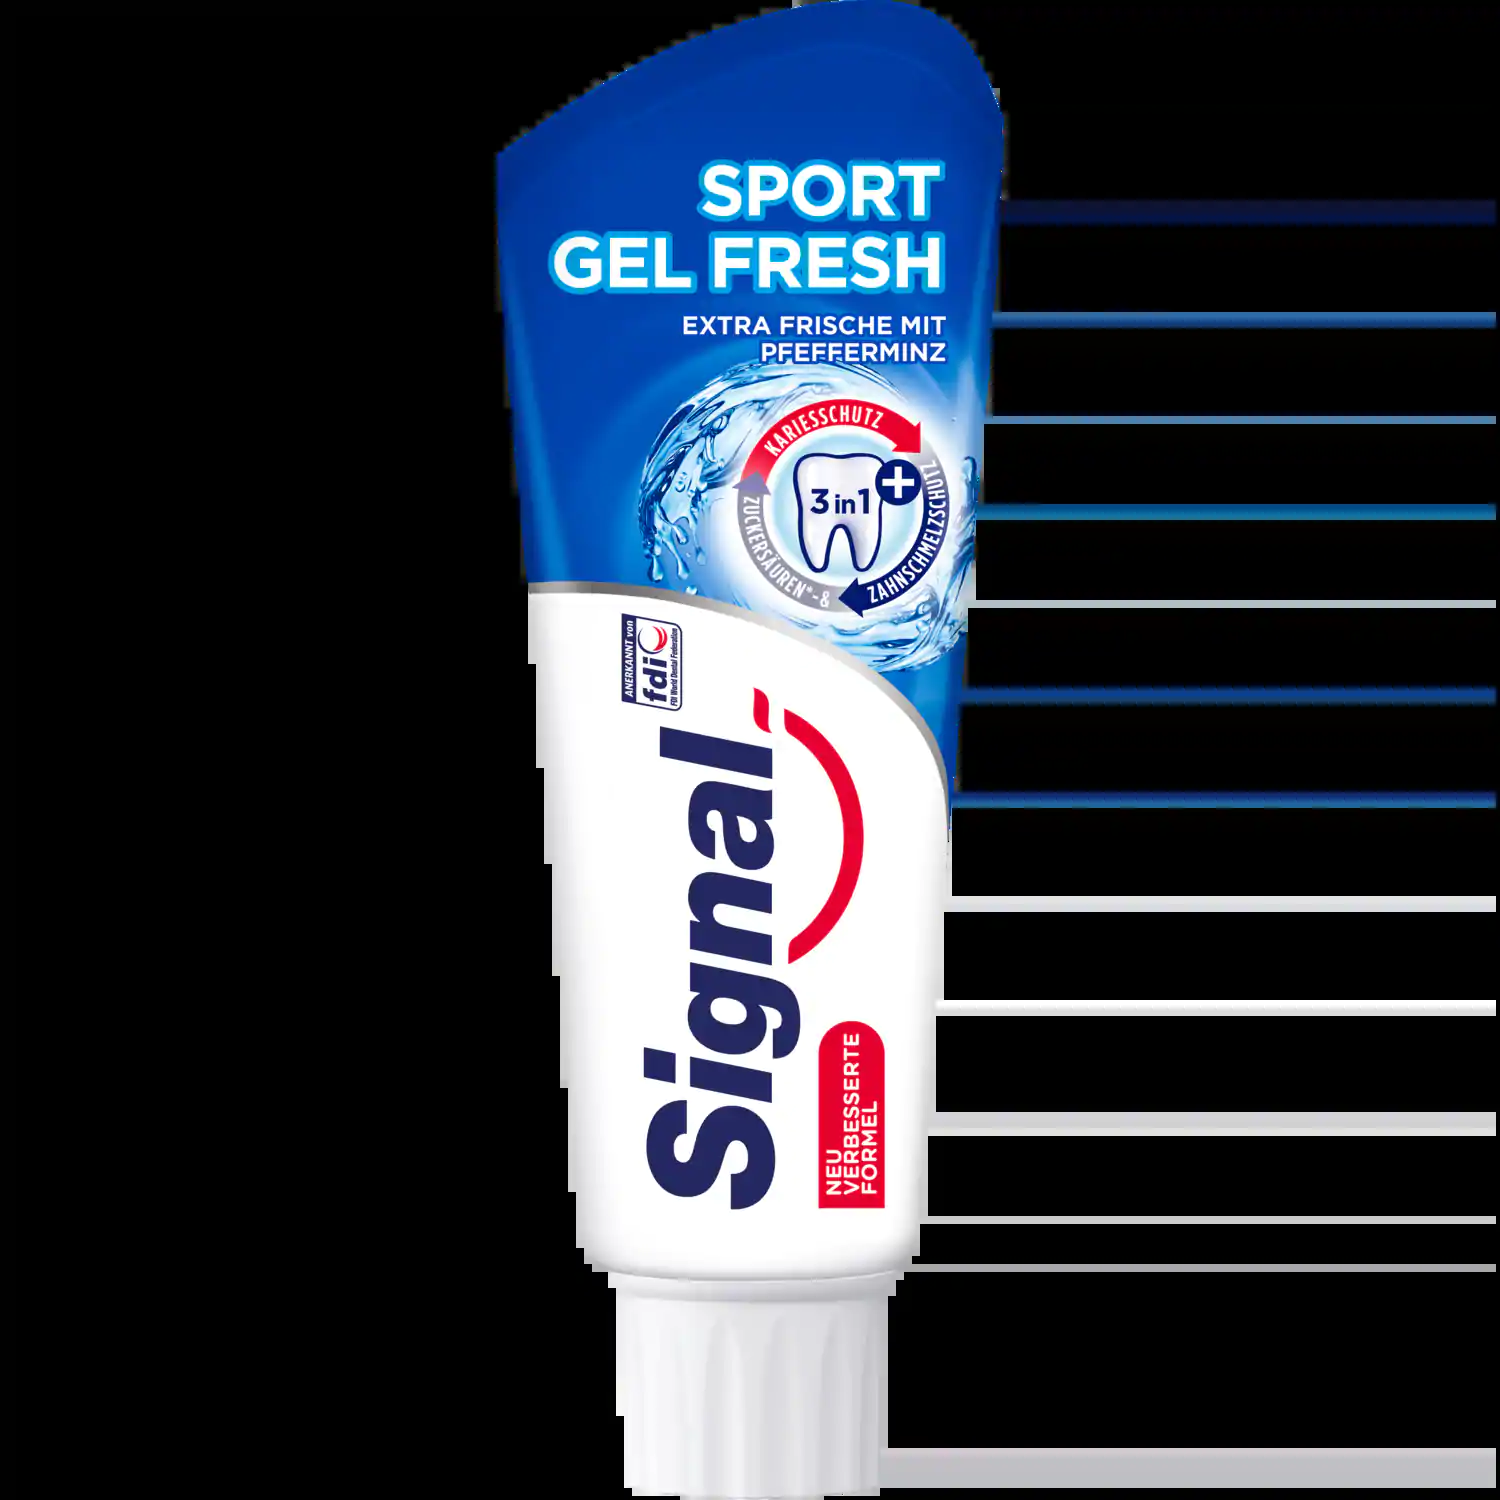 SPORT
GEL FRESH
EXTRA FRISCHE MIT
PFEFFERMINZ
KARIESSCHUTZ
ZAHNSCHMELZSCHUTZ
ZUCKERSÄUREN*-&
3 in 1 +
ANERKANNT von
fdi
FDI World Dental Federation
Signal
NEU
VERBESSERTE
FORMEL